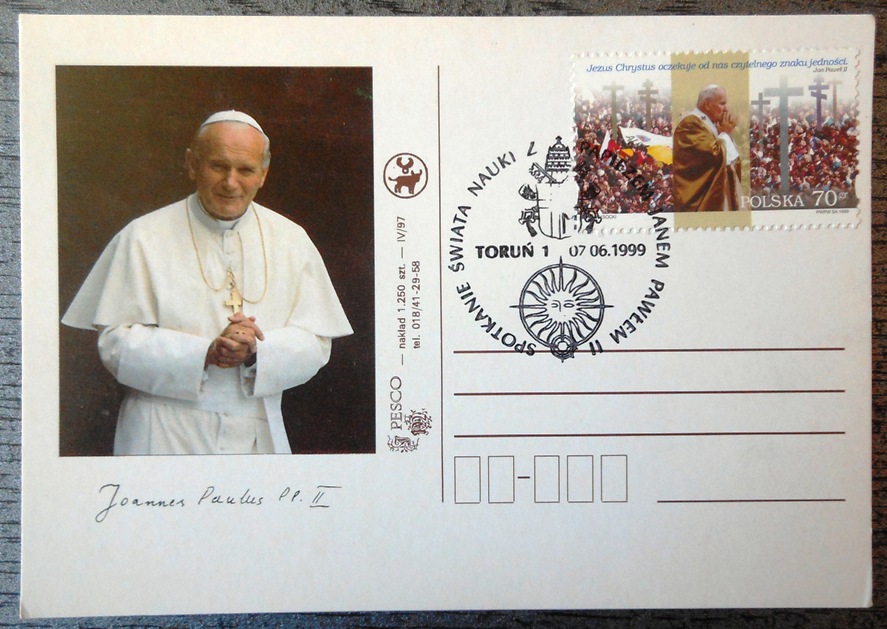 Jezus Chrystus oczekuje od nas czytelnego znaku jedności.
Jan Paweł II
POLSKA 70 gr
PWPW SA 1999
SPOTKANIE ŚWIATA NAUKI Z PAPIEŻEM JANEM PAWŁEM II
TORUŃ 1 07 06.1999
PESCO — nakład 1.250 szt. — IV/97
tel. 018/41-29-58
Joannes Paulus PP. II